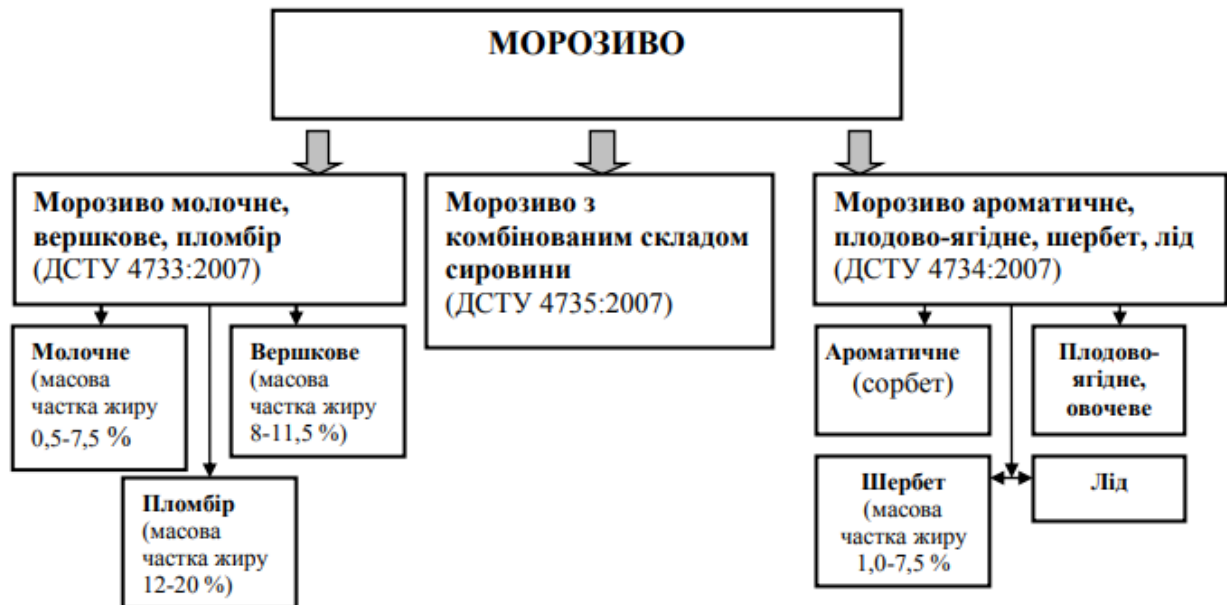 МОРОЗИВО
Морозиво молочне,
вершкове, пломбір
(ДСТУ 4733:2007)
Морозиво з
комбінованим складом
сировини
(ДСТУ 4735:2007)
Морозиво ароматичне,
плодово-ягідне, шербет, лід
(ДСТУ 4734:2007)
Молочне
(масова
частка жиру
0,5-7,5 %
Вершкове
(масова
частка жиру
8-11,5 %)
Пломбір
(масова
частка жиру
12-20 %)
Ароматичне
(сорбет)
Плодово-
ягідне,
овочеве
Шербет
(масова
частка жиру
1,0-7,5 %
Лід